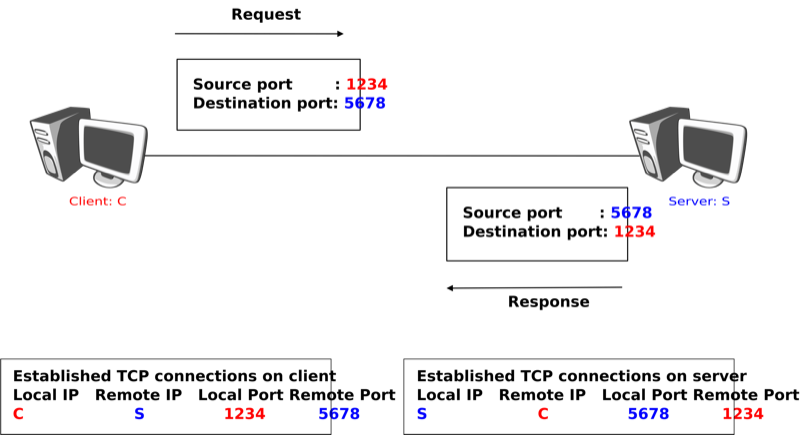 Request
Source port : 1234
Destination port: 5678
Client: C
Server: S
Source port : 5678
Destination port: 1234
Response
Established TCP connections on client
Local IP Remote IP Local Port Remote Port
C S 1234 5678
Established TCP connections on server
Local IP Remote IP Local Port Remote Port
S C 5678 1234